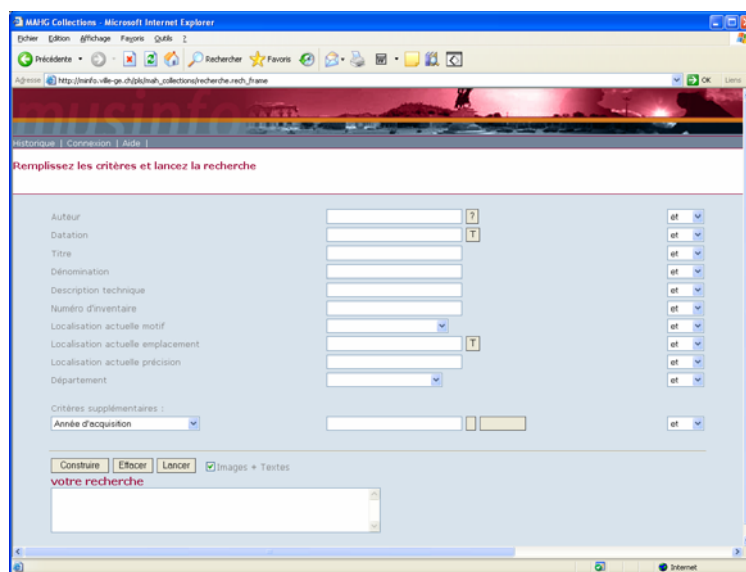 MAHG Collections - Microsoft Internet Explorer
Fichier Edition Affichage Favoris Outils ?
Précédente Rechercher Favoris
Adresse http://minfo.ville-ge.ch/pls/mah_collections/recherche.rech_frame OK Liens
musinfo
Historique | Connexion | Aide |
Remplissez les critères et lancez la recherche
Auteur ? et
Datation T et
Titre et
Dénomination et
Description technique et
Numéro d'inventaire et
Localisation actuelle motif et
Localisation actuelle emplacement T et
Localisation actuelle précision et
Département et
Critères supplémentaires :
Année d'acquisition et
Construire Effacer Lancer Images + Textes
votre recherche
Internet